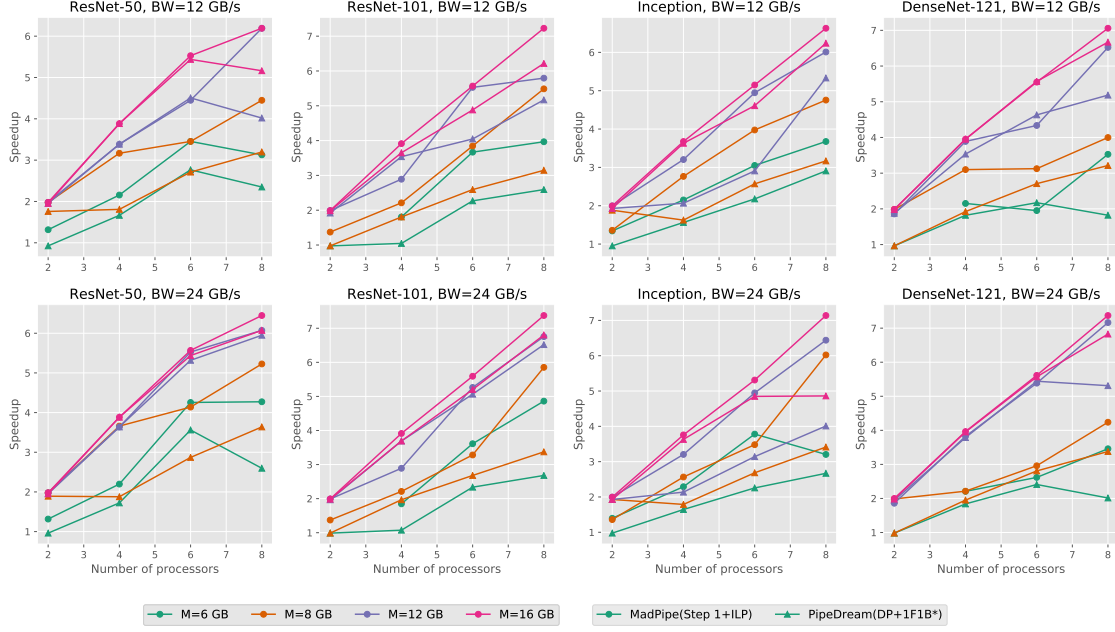 ResNet-50, BW=12 GB/s
ResNet-101, BW=12 GB/s
Inception, BW=12 GB/s
DenseNet-121, BW=12 GB/s
Speedup
6
5
4
3
2
1
2 3 4 5 6 7 8
Speedup
7
6
5
4
3
2
1
2 3 4 5 6 7 8
Speedup
6
5
4
3
2
1
2 3 4 5 6 7 8
Speedup
7
6
5
4
3
2
1
2 3 4 5 6 7 8
ResNet-50, BW=24 GB/s
ResNet-101, BW=24 GB/s
Inception, BW=24 GB/s
DenseNet-121, BW=24 GB/s
Speedup
6
5
4
3
2
1
2 3 4 5 6 7 8
Number of processors
Speedup
7
6
5
4
3
2
1
2 3 4 5 6 7 8
Number of processors
Speedup
7
6
5
4
3
2
1
2 3 4 5 6 7 8
Number of processors
Speedup
7
6
5
4
3
2
1
2 3 4 5 6 7 8
Number of processors
M=6 GB M=8 GB M=12 GB M=16 GB
MadPipe(Step 1+ILP) PipeDream(DP+1F1B*)